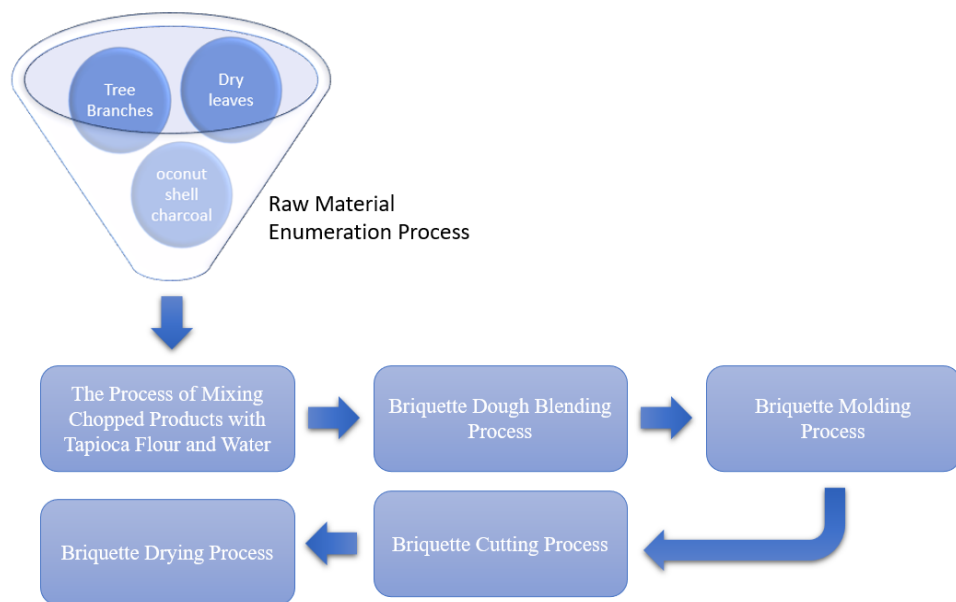 Tree
Branches
Dry
leaves
oconut
shell
charcoal
Raw Material
Enumeration Process
The Process of Mixing
Chopped Products with
Tapioca Flour and Water
Briquette Dough Blending
Process
Briquette Molding
Process
Briquette Drying Process
Briquette Cutting Process